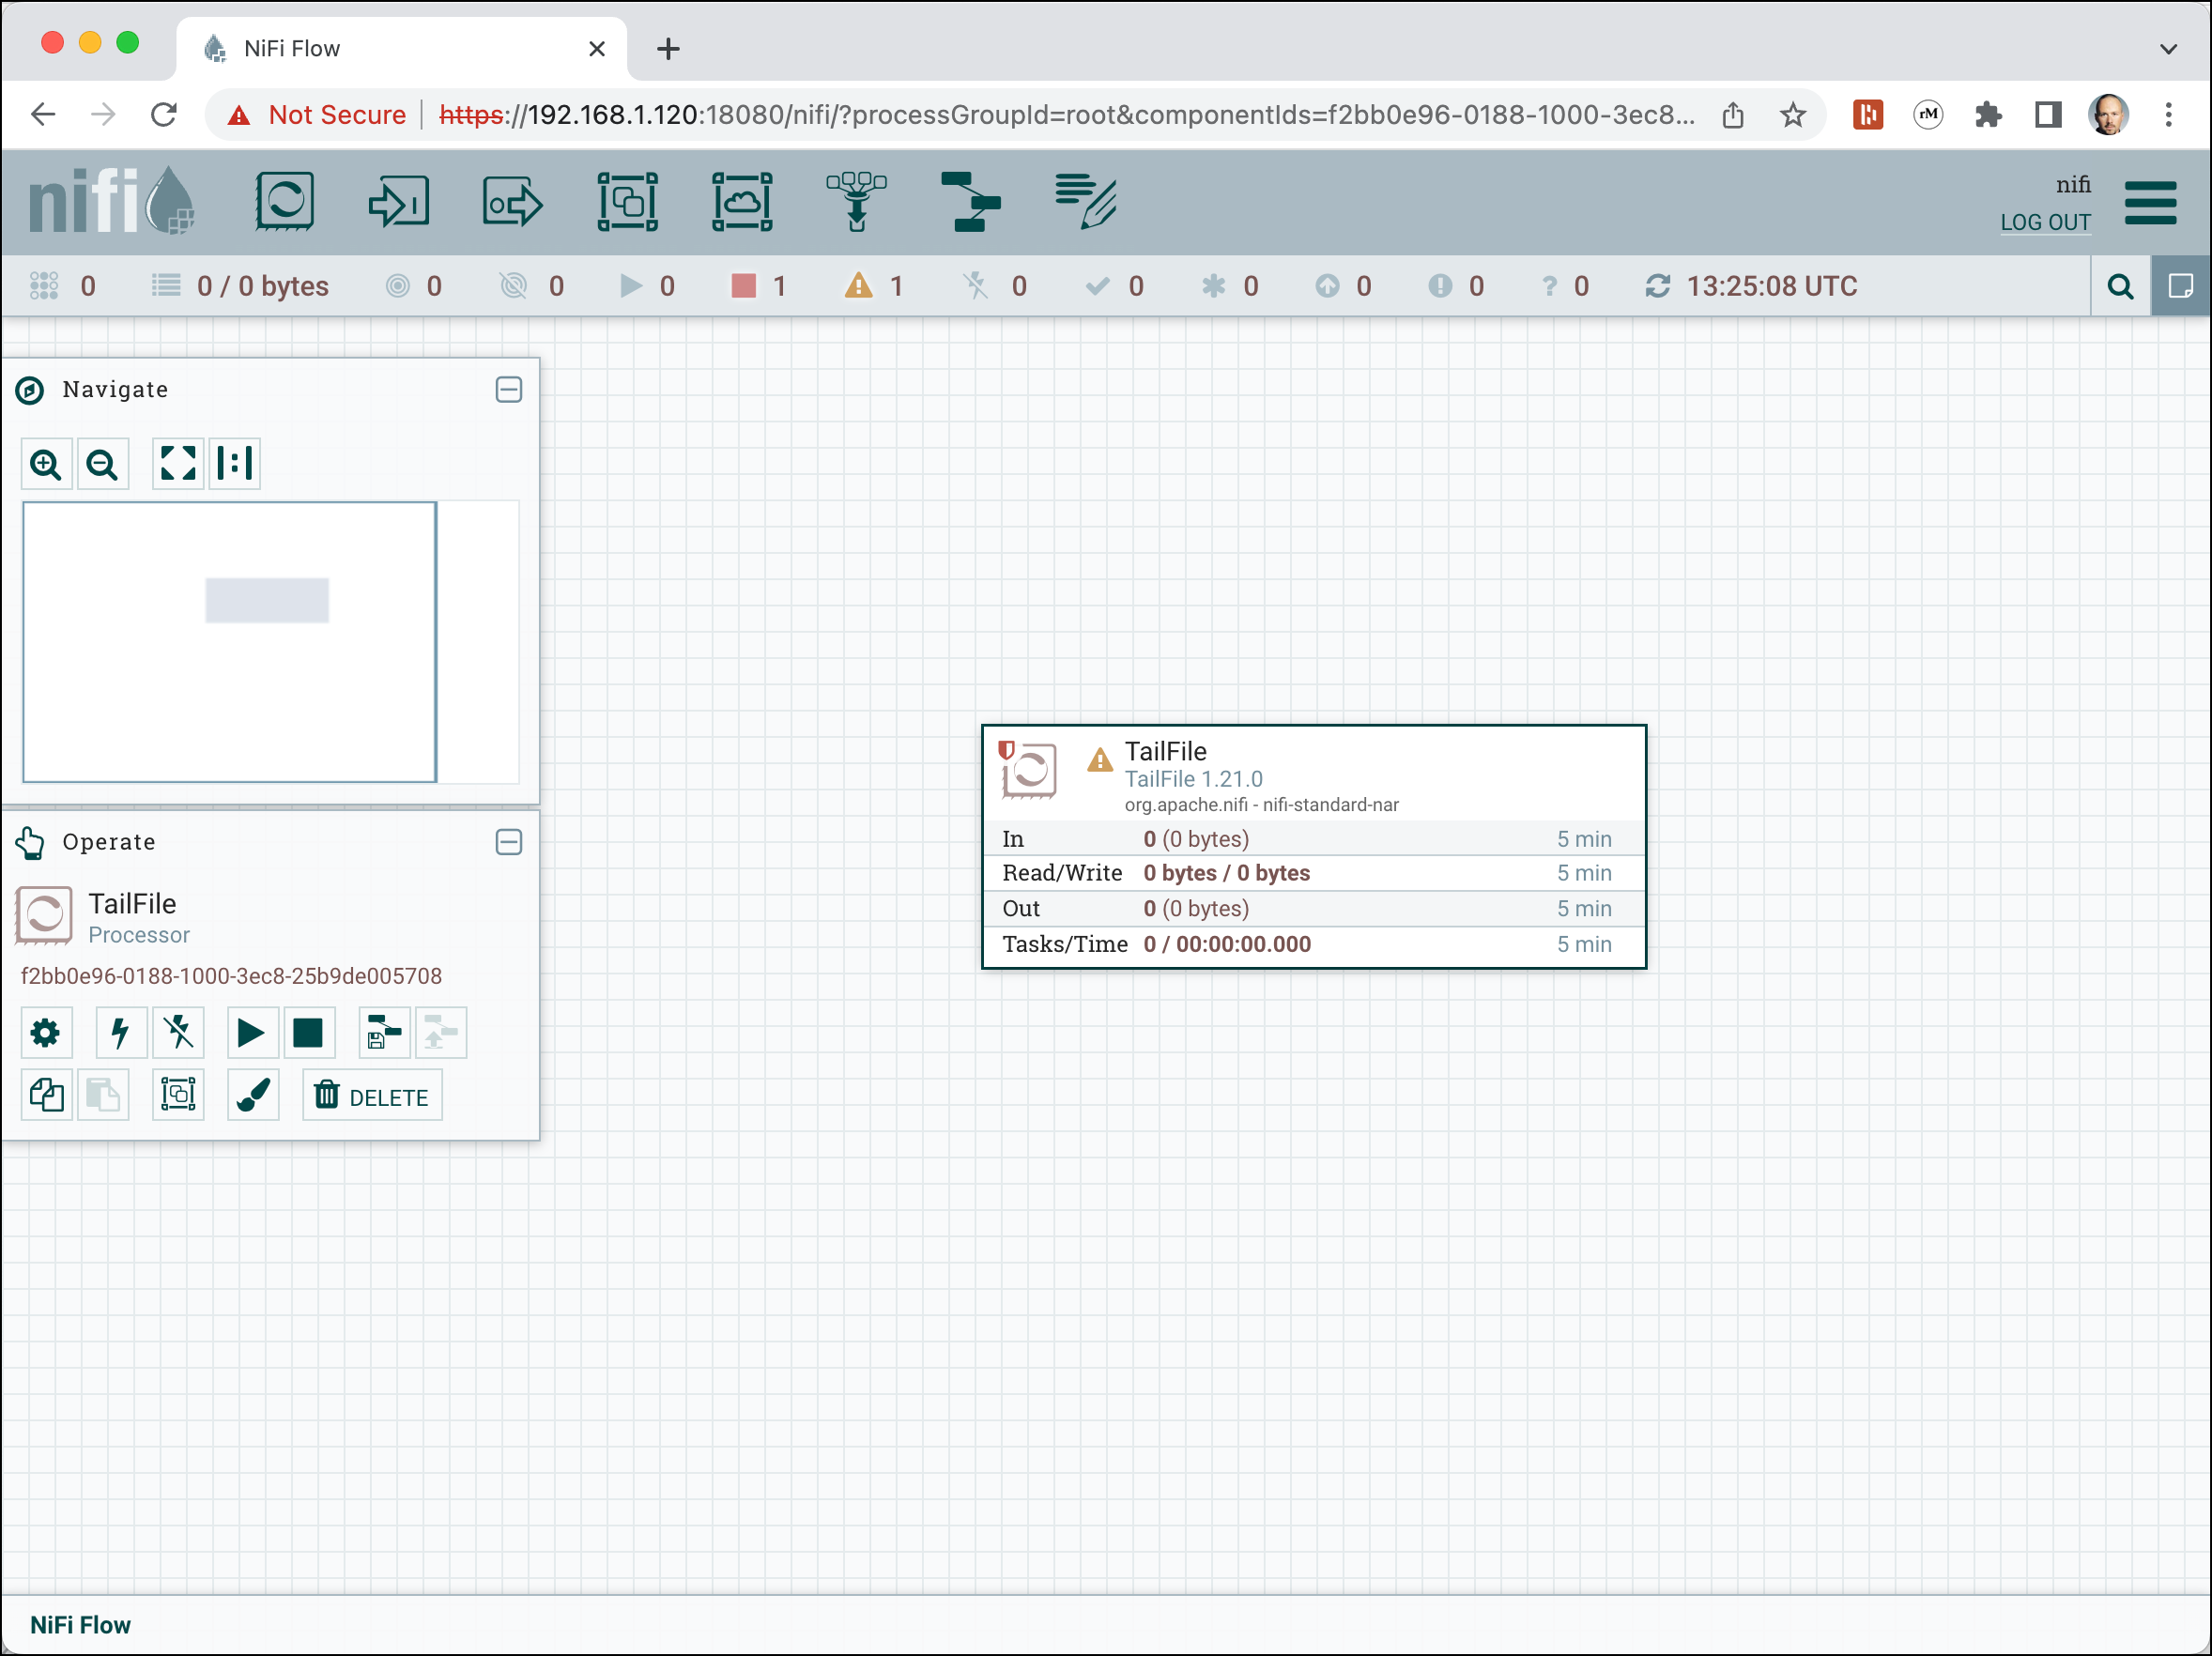 NiFi Flow
Not Secure https://192.168.1.120:18080/nifi/?processGroupId=root&componentIds=f2bb0e96-0188-1000-3ec8...
rM
nifi
nifi
LOG OUT
0 0 / 0 bytes 0 0 0 1 1 0 0 0 0 0 ? 0 13:25:08 UTC
Navigate
Operate
TailFile
Processor
f2bb0e96-0188-1000-3ec8-25b9de005708
DELETE
TailFile
TailFile 1.21.0
org.apache.nifi - nifi-standard-nar
In 0 (0 bytes) 5 min
Read/Write 0 bytes / 0 bytes 5 min
Out 0 (0 bytes) 5 min
Tasks/Time 0 / 00:00:00.000 5 min
NiFi Flow